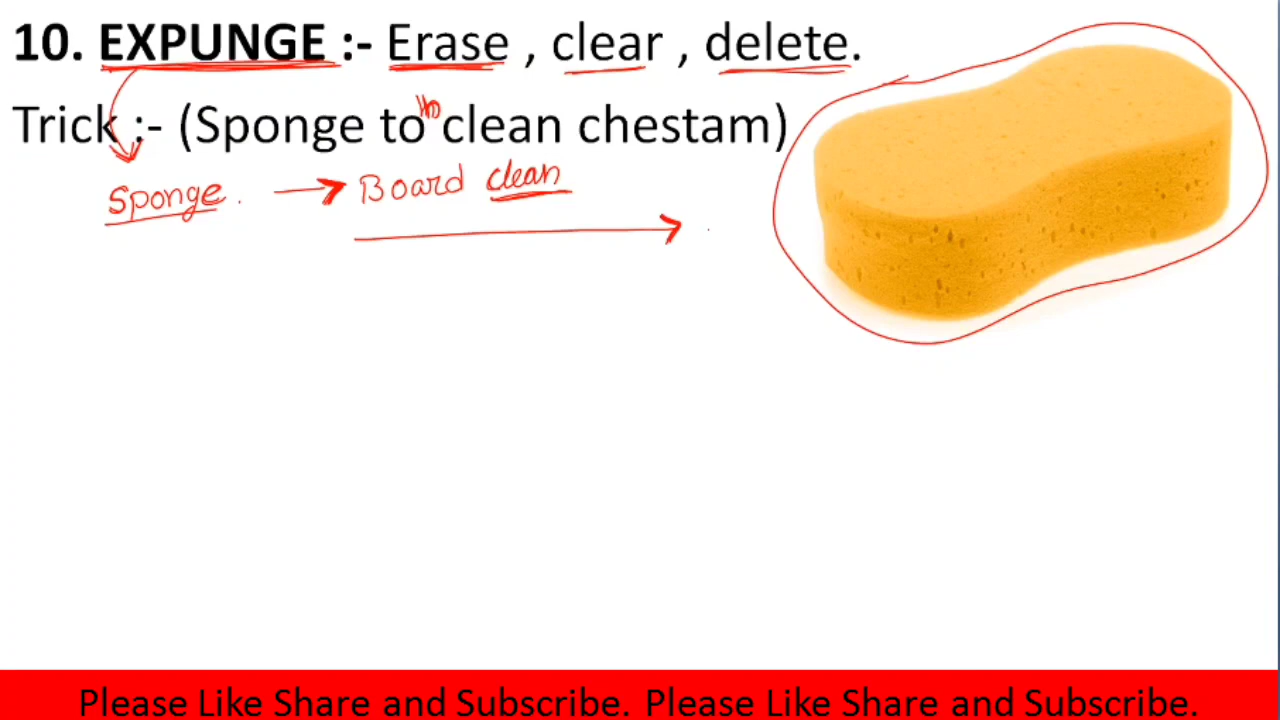 10. EXPUNGE :- Erase , clear , delete.
Trick :- (Sponge to clean chestam)
Sponge. → Board clean
Please Like Share and Subscribe. Please Like Share and Subscribe.